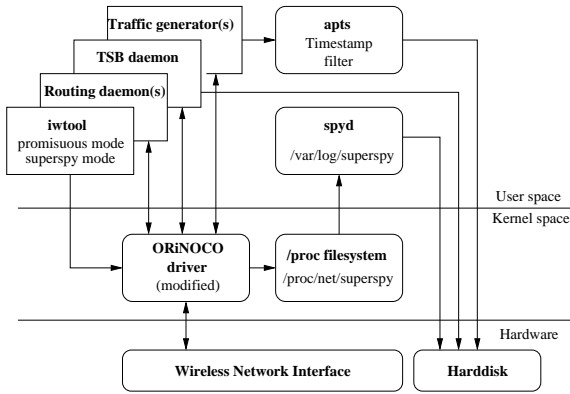 Traffic generator(s)
TSB daemon
Routing daemon(s)
iwtool
promisuous mode
superspy mode
apts
Timestamp
filter
spyd
/var/log/superspy
User space
Kernel space
ORiNOCO
driver
(modified)
/proc filesystem
/proc/net/superspy
Hardware
Wireless Network Interface
Harddisk